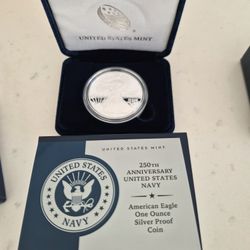 UNITED STATES MINT
UNITED STATES MINT
250TH
ANNIVERSARY
UNITED STATES
NAVY
American Eagle
One Ounce
Silver Proof
Coin
UNITED STATES
NAVY